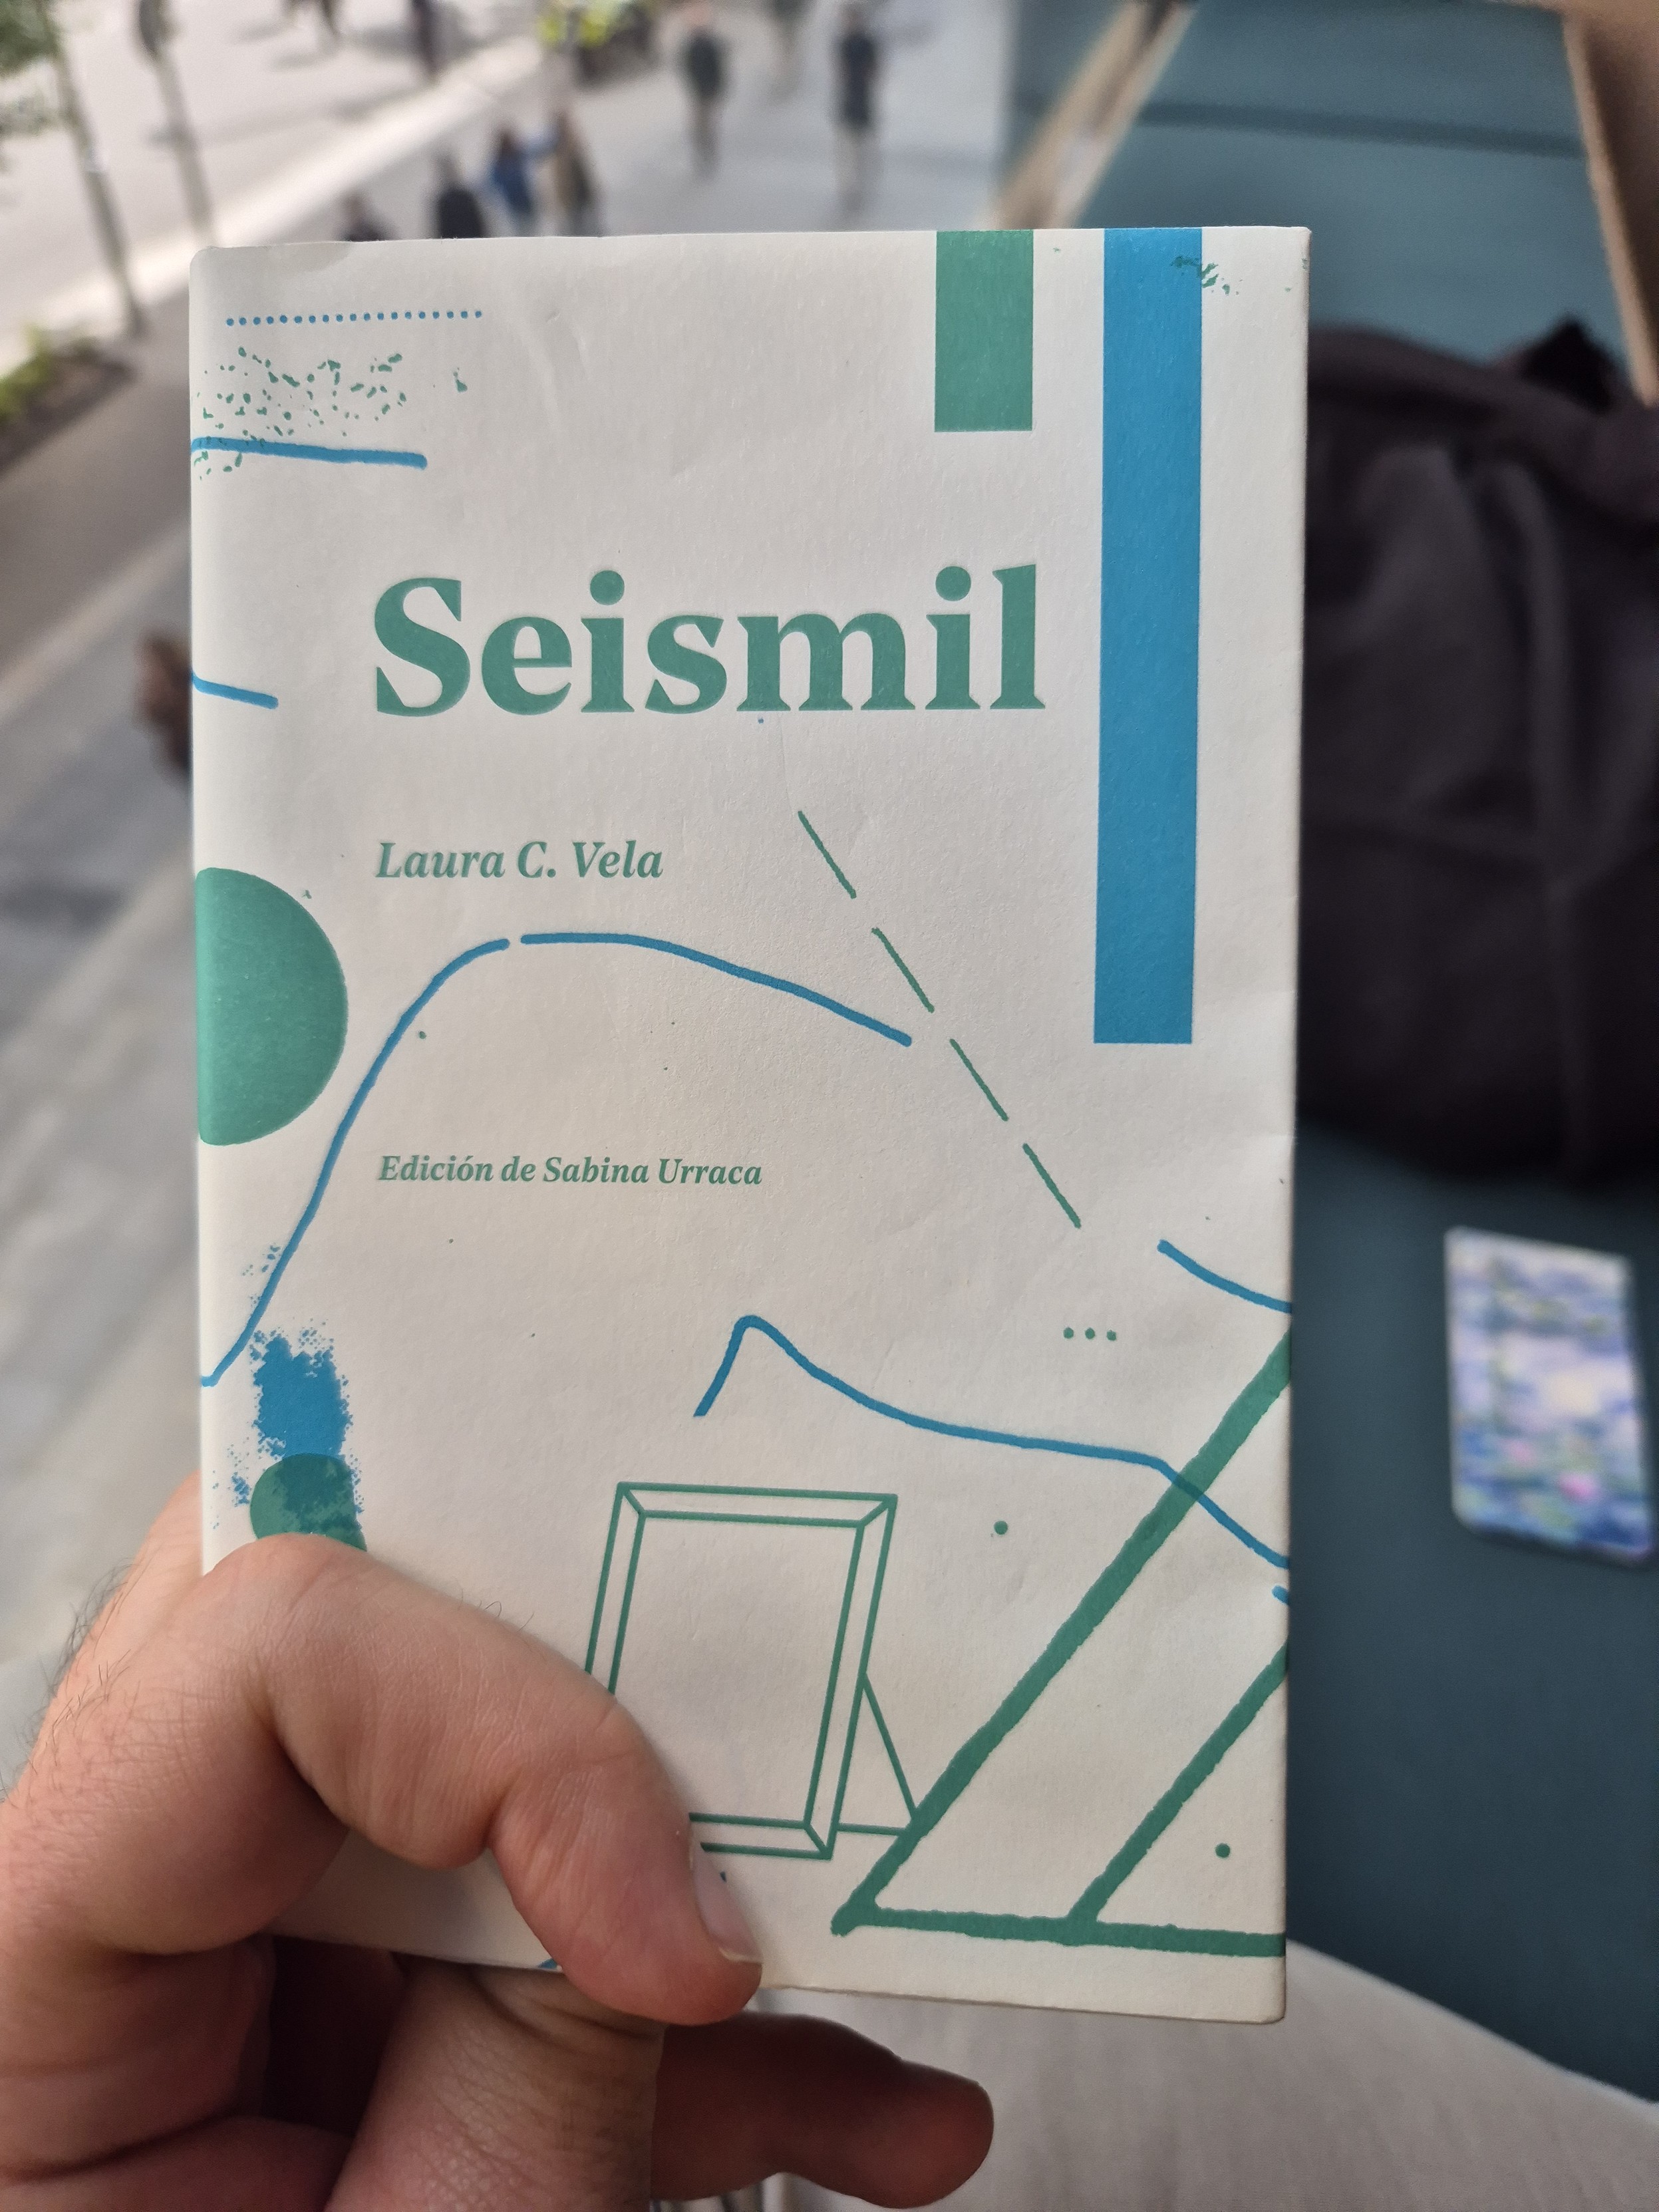 Seismil
Laura C. Vela
Edición de Sabina Urraca